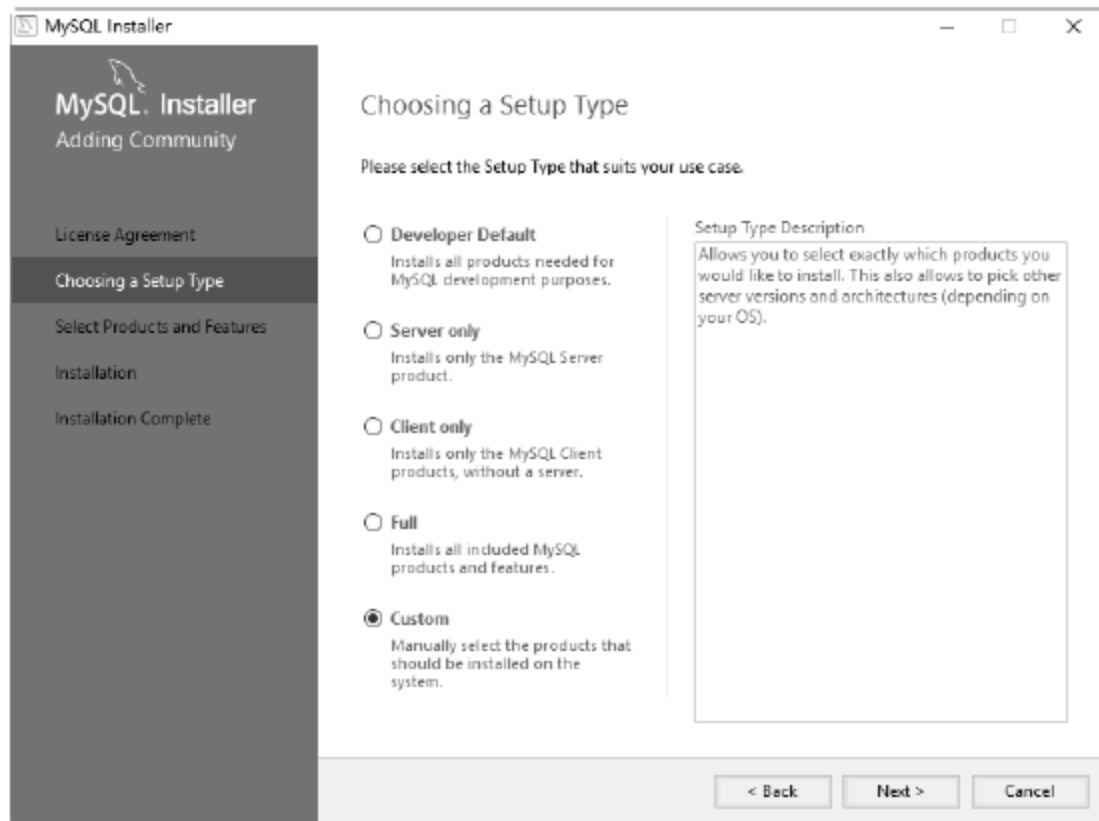 MySQL Installer
MySQL. Installer
Adding Community
License Agreement
Choosing a Setup Type
Select Products and Features
Installation
Installation Complete
Choosing a Setup Type
Please select the Setup Type that suits your use case.
Developer Default
Installs all products needed for
MySQL development purposes.
Server only
Installs only the MySQL Server
product.
Client only
Installs only the MySQL Client
products, without a server.
Full
Installs all included MySQL
products and features.
Custom
Manually select the products that
should be installed on the
system.
Setup Type Description
Allows you to select exactly which products you
would like to install. This also allows to pick other
server versions and architectures (depending on
your OS).
< Back
Next >
Cancel